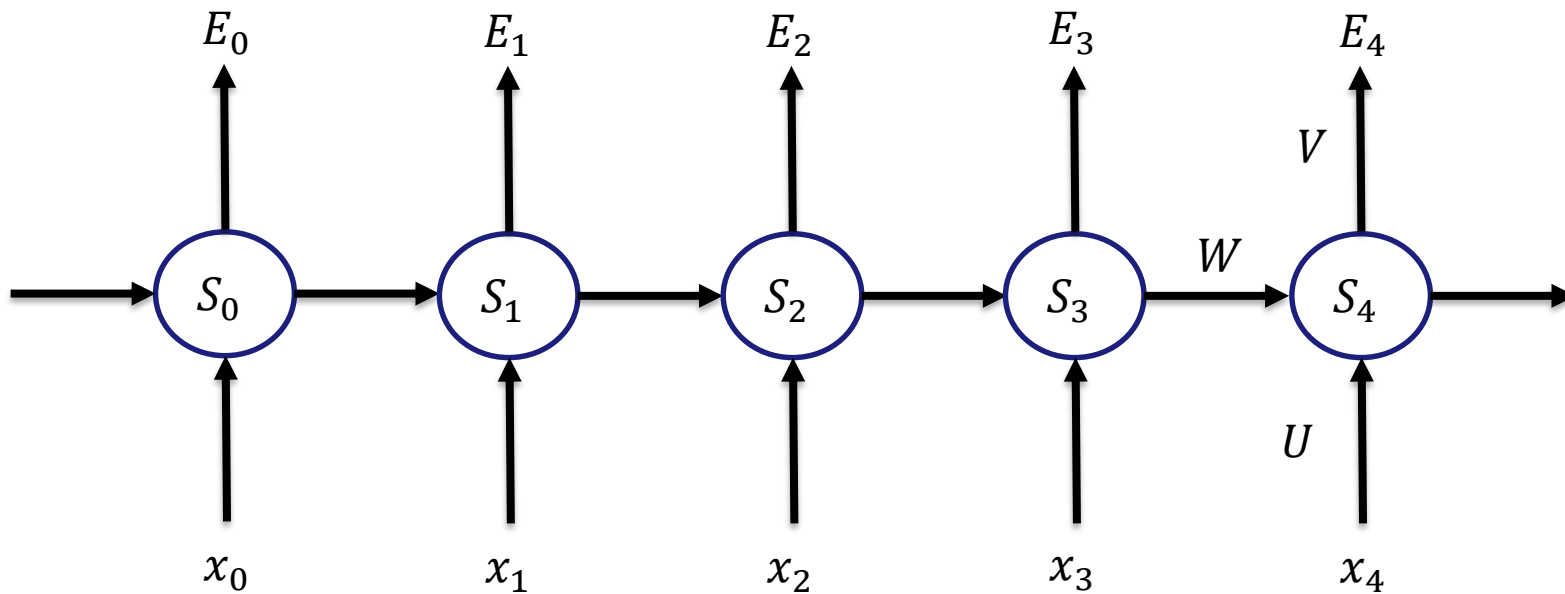 E₀ E₁ E₂ E₃ E₄
V
W
S₀ S₁ S₂ S₃ S₄
U
x₀ x₁ x₂ x₃ x₄